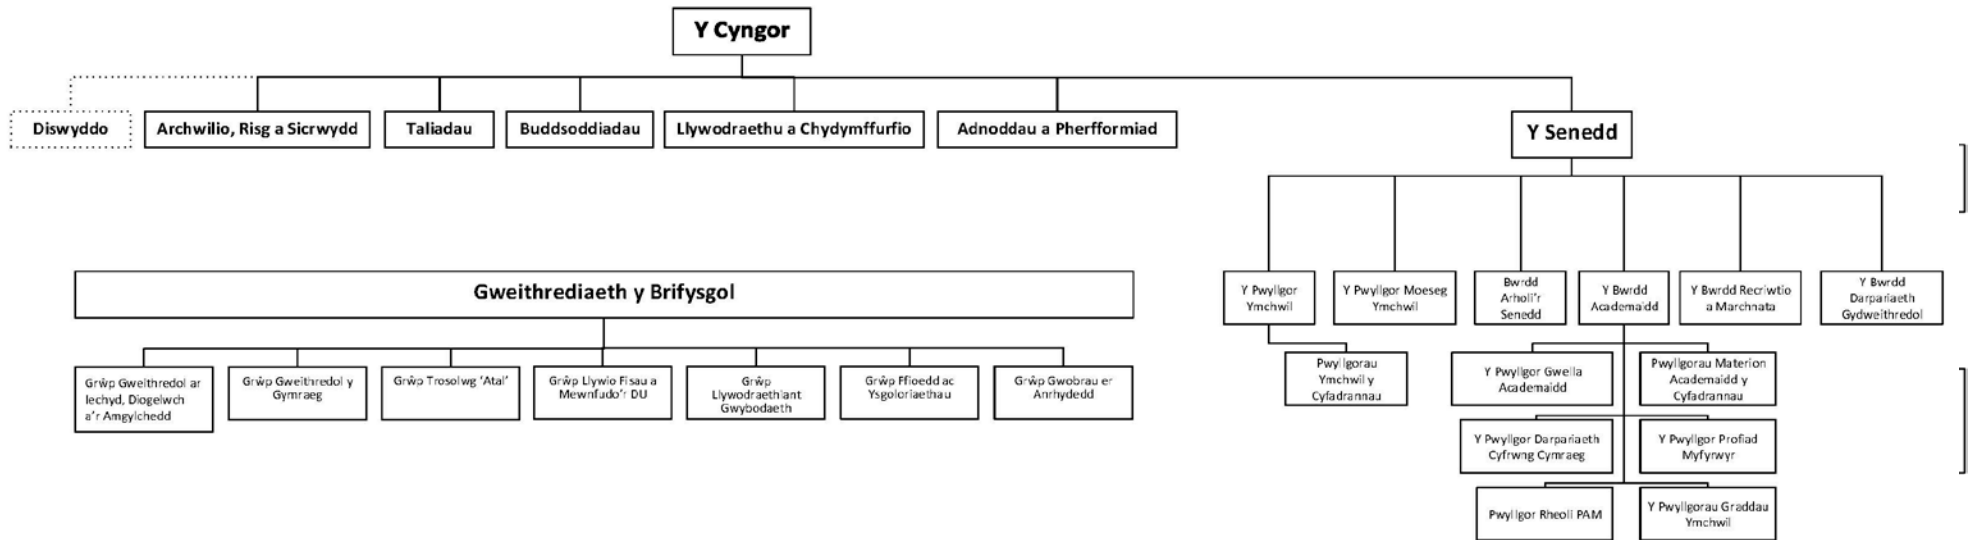 Y Cyngor
Diswyddo
Archwilio, Risg a Sicrwydd
Taliadau
Buddsoddiadau
Llywodraethu a Chydymffurfio
Adnoddau a Pherfformiad
Y Senedd
Gweithrediaeth y Brifysgol
Grŵp Gweithredol ar
Iechyd, Diogelwch
a'r Amgylchedd
Grŵp Gweithredol y
Gymraeg
Grŵp Trosolwg 'Atal'
Grŵp Llywio Fisau a
Mewnfudo'r DU
Grŵp
Llywodraethiant
Gwybodaeth
Grŵp Ffioedd ac
Ysgoloriaethau
Grŵp Gwobrau er
Anrhydedd
Y Pwyllgor
Ymchwil
Y Pwyllgor Moeseg
Ymchwil
Bwrdd
Arholi'r
Senedd
Y Bwrdd
Academaidd
Y Bwrdd Recriwtio
a Marchnata
Y Bwrdd
Darpariaeth
Gydweithredol
Pwyllgorau
Ymchwil y
Cyfadrannau
Y Pwyllgor Gwella
Academaidd
Pwyllgorau Materion
Academaidd y
Cyfadrannau
Y Pwyllgor Darpariaeth
Cyfrwng Cymraeg
Y Pwyllgor Profiad
Myfyrwyr
Pwyllgor Rheoli PAM
Y Pwyllgorau Graddau
Ymchwil